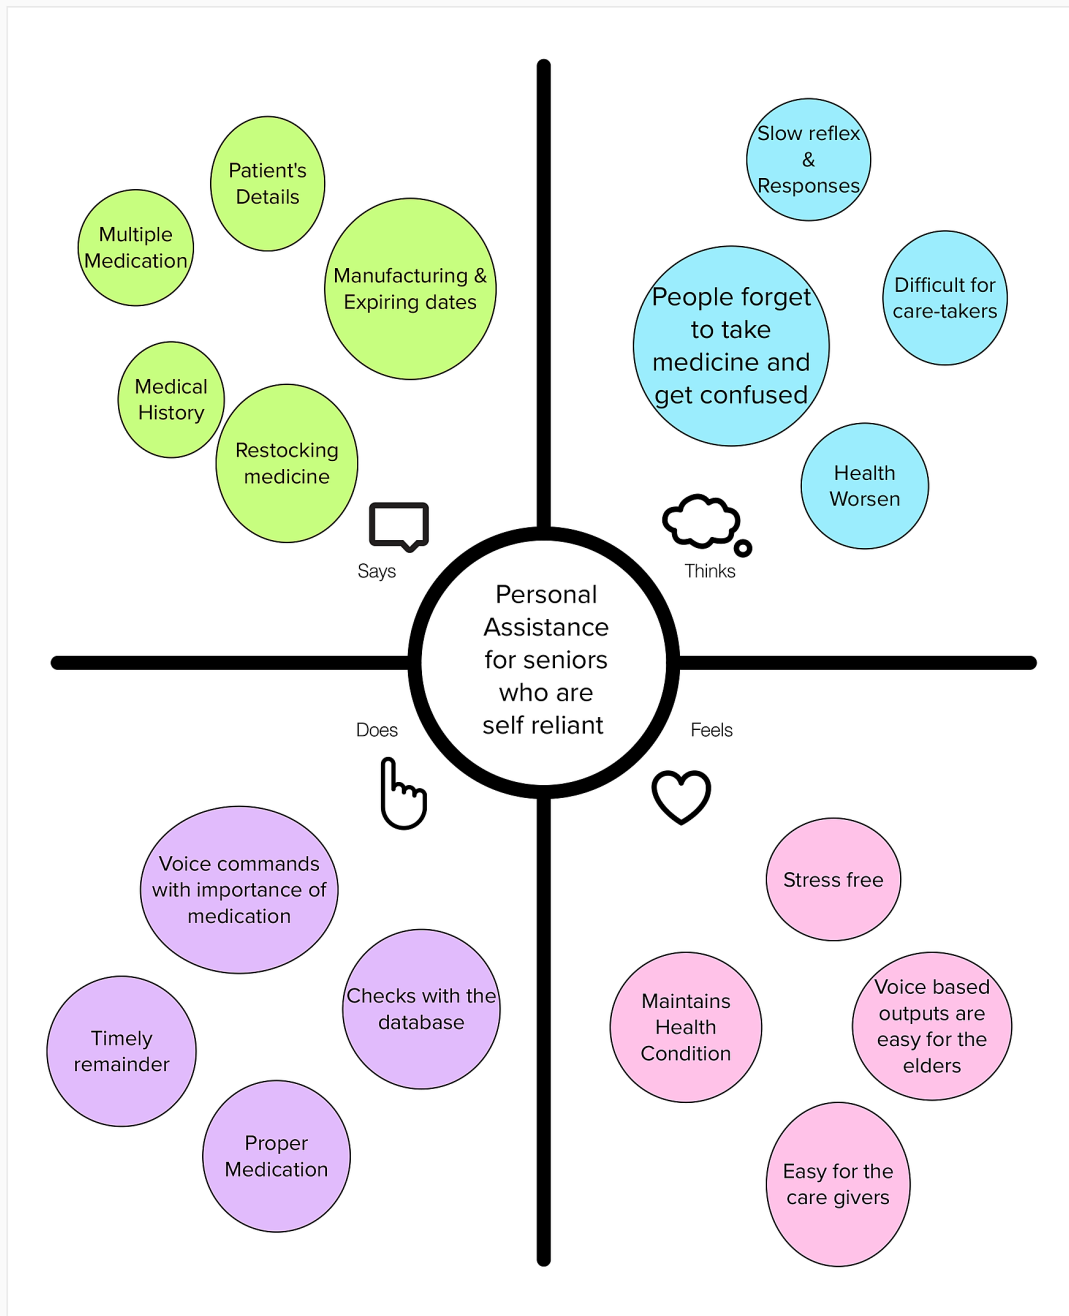 Patient's
Details
Multiple
Medication
Manufacturing &
Expiring dates
Medical
History
Restocking
medicine
Says
Slow reflex
&
Responses
Difficult for
care-takers
People forget
to take
medicine and
get confused
Health
Worsen
Thinks
Personal
Assistance
for seniors
who are
self reliant
Does
Voice commands
with importance of
medication
Checks with the
database
Timely
remainder
Proper
Medication
Feels
Stress free
Maintains
Health
Condition
Voice based
outputs are
easy for the
elders
Easy for the
care givers